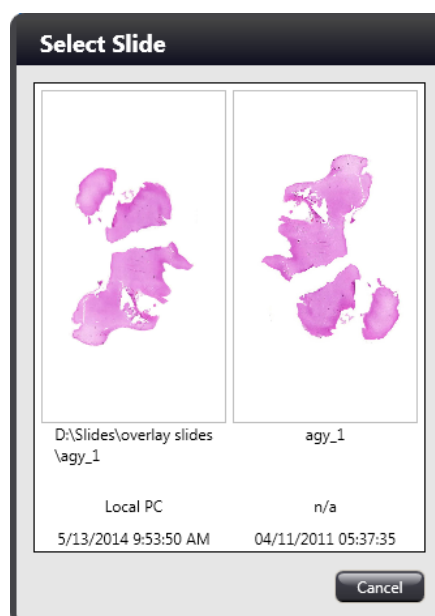 Select Slide
D:\Slides\overlay slides
\agy_1
agy_1
Local PC
n/a
5/13/2014 9:53:50 AM
04/11/2011 05:37:35
Cancel